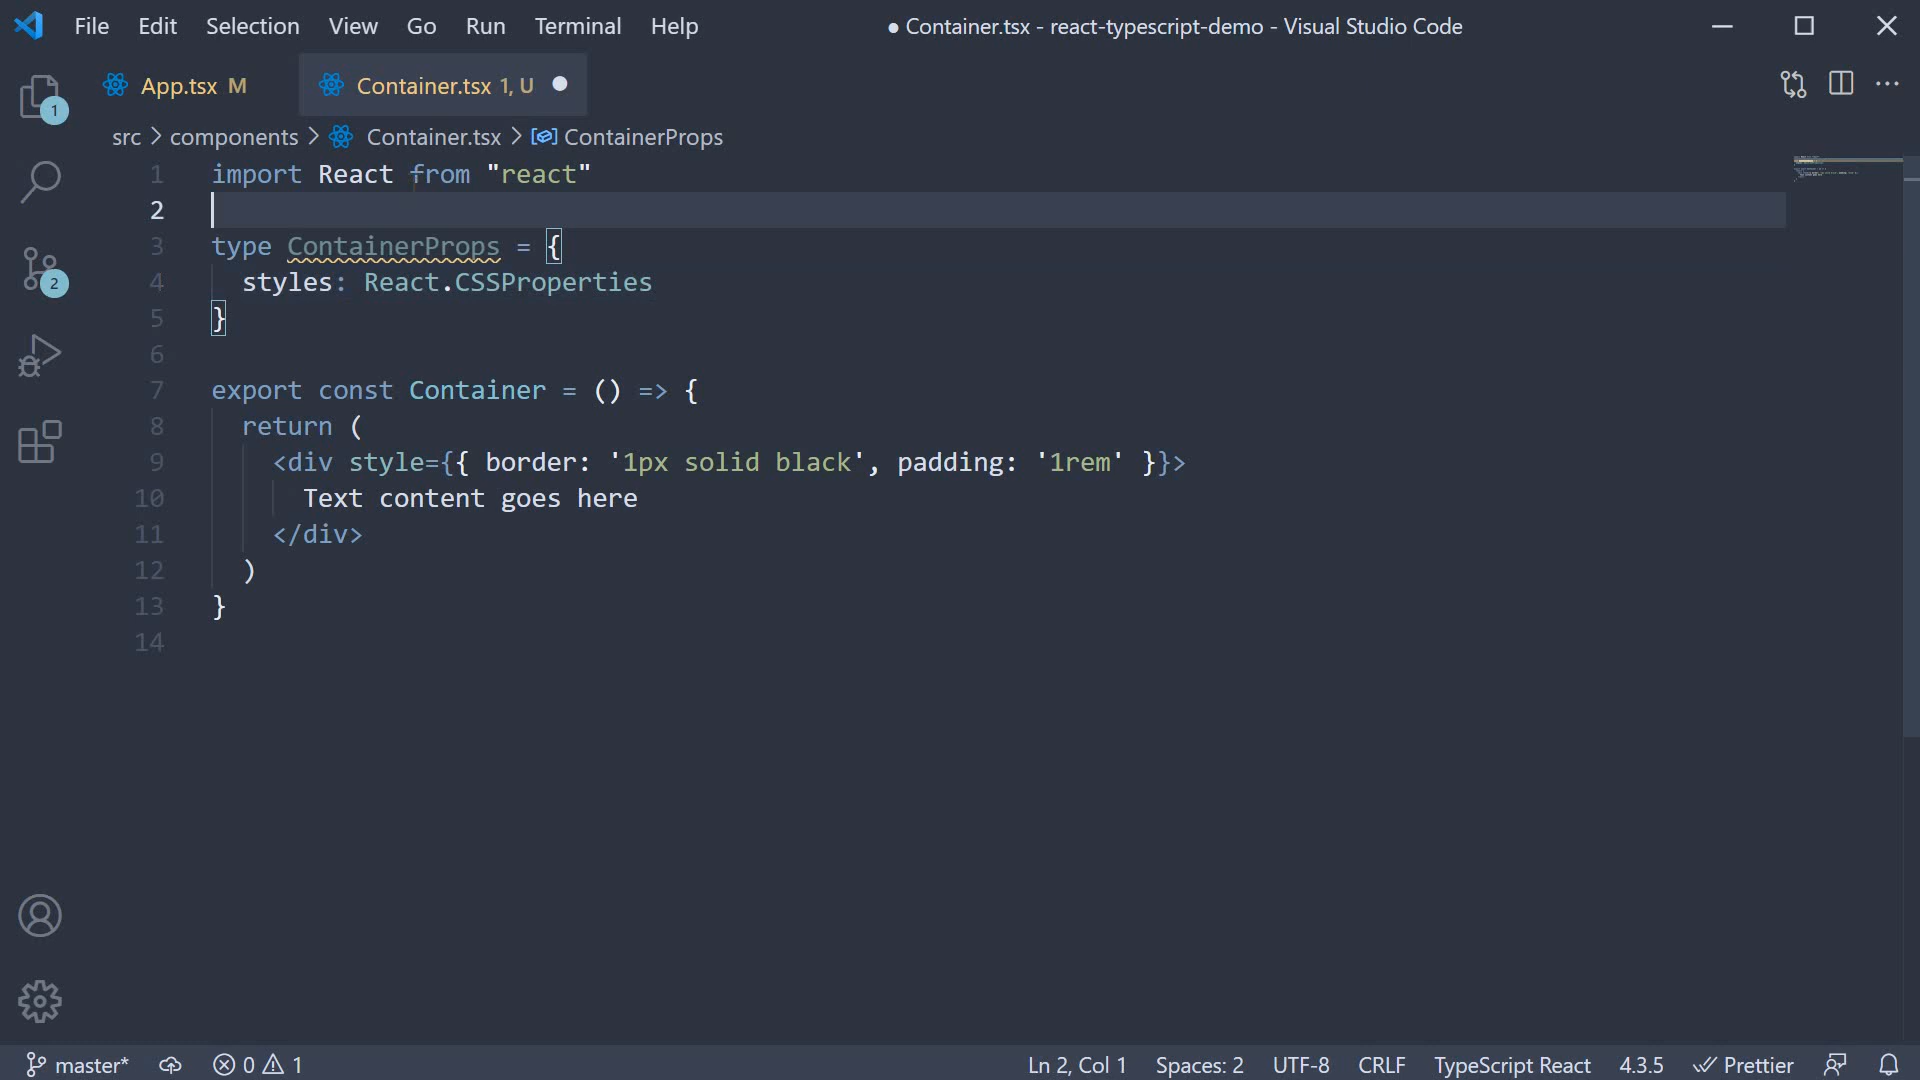 File Edit Selection View Go Run Terminal Help ● Container.tsx - react-typescript-demo - Visual Studio Code
App.tsx M Container.tsx 1, U
src > components > Container.tsx > ContainerProps
1 import React from "react"
2
3 type ContainerProps = {
4 styles: React.CSSProperties
5 }
6
7 export const Container = () => {
8 return (
9 <div style={{ border: '1px solid black', padding: '1rem' }}>
10 Text content goes here
11 </div>
12 )
13 }
14
1
2
master* 0 1 Ln 2, Col 1 Spaces: 2 UTF-8 CRLF TypeScript React 4.3.5 Prettier